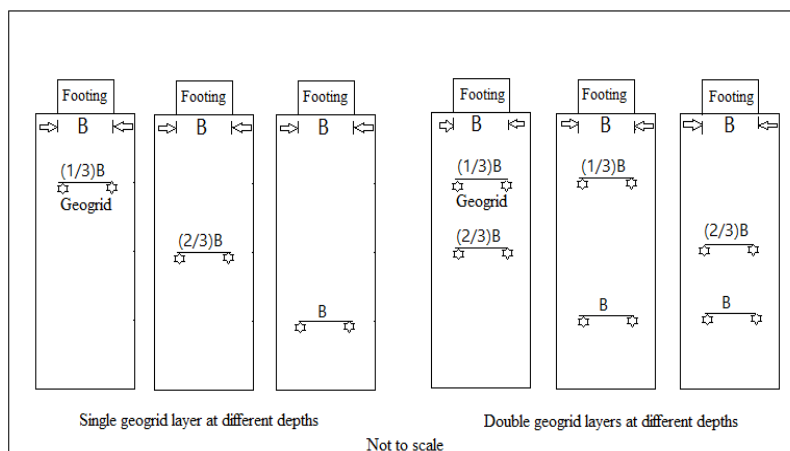 Footing Footing Footing Footing Footing Footing
B B B B B B
(1/3)B (1/3)B (1/3)B
Geogrid Geogrid
(2/3)B (2/3)B (2/3)B
B B B
Single geogrid layer at different depths Double geogrid layers at different depths
Not to scale